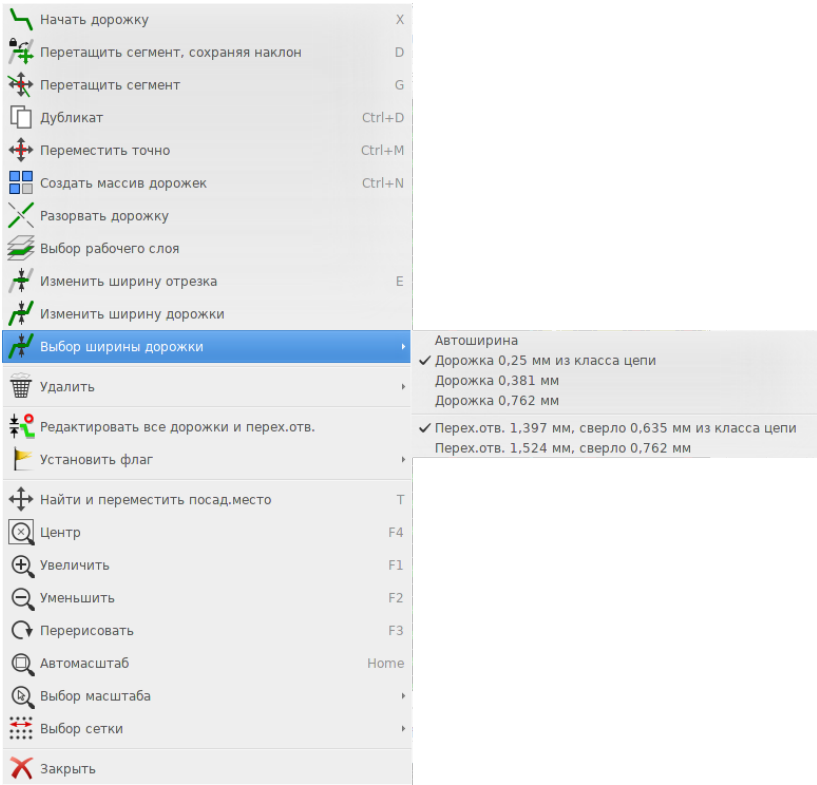 Начать дорожку X
Перетащить сегмент, сохраняя наклон D
Перетащить сегмент G
Дубликат Ctrl+D
Переместить точно Ctrl+M
Создать массив дорожек Ctrl+N
Разорвать дорожку
Выбор рабочего слоя
Изменить ширину отрезка E
Изменить ширину дорожки
Выбор ширины дорожки
Автоширина
Дорожка 0,25 мм из класса цепи
Дорожка 0,381 мм
Дорожка 0,762 мм
Перех.отв. 1,397 мм, сверло 0,635 мм из класса цепи
Перех.отв. 1,524 мм, сверло 0,762 мм
Удалить
Редактировать все дорожки и перех.отв.
Установить флаг
Найти и переместить посад.место T
Центр F4
Увеличить F1
Уменьшить F2
Перерисовать F3
Автомасштаб Home
Выбор масштаба
Выбор сетки
Закрыть